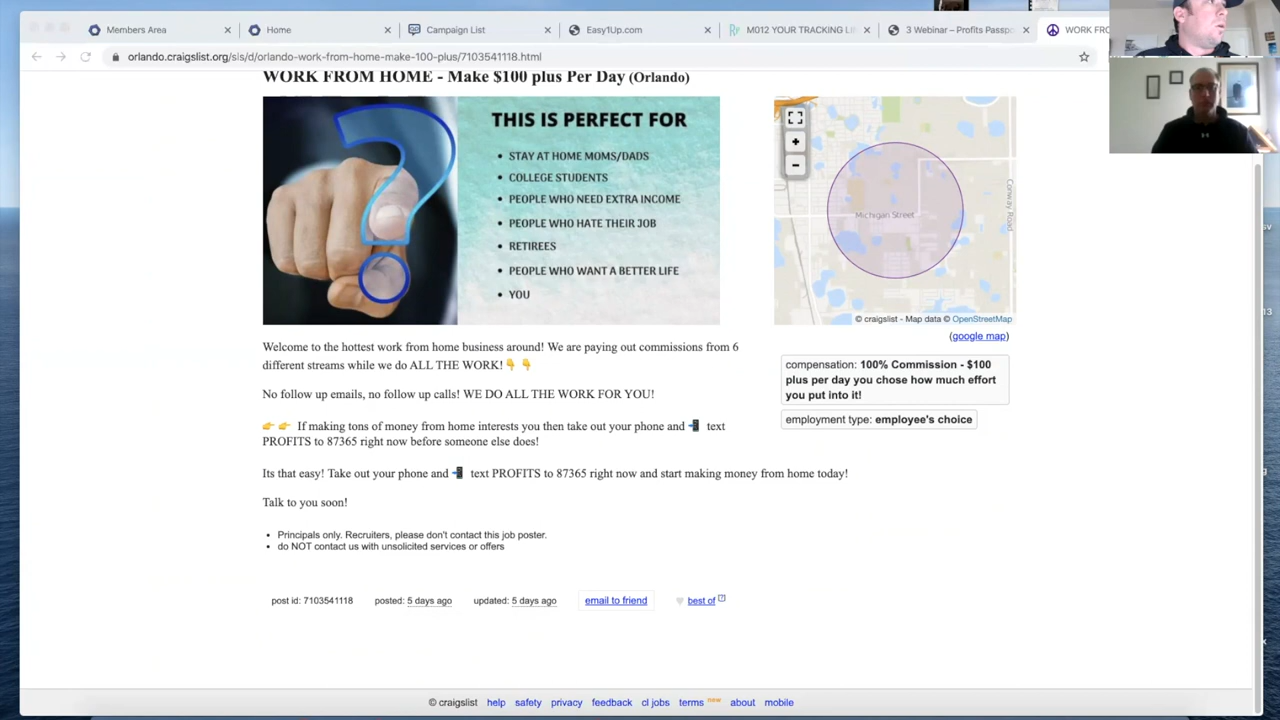 Members Area
Home
Campaign List
Easy1Up.com
M012 YOUR TRACKING LI
3 Webinar – Profits Passpo
WORK FRO
orlando.craigslist.org/sis/d/orlando-work-from-home-make-100-plus/7103541118.html
WORK FROM HOME - Make $100 plus Per Day (Orlando)
THIS IS PERFECT FOR
• STAY AT HOME MOMS/DADS
• COLLEGE STUDENTS
• PEOPLE WHO NEED EXTRA INCOME
• PEOPLE WHO HATE THEIR JOB
• RETIREES
• PEOPLE WHO WANT A BETTER LIFE
• YOU
+
−
Michigan Street
Conway Road
© craigslist - Map data © OpenStreetMap
(google map)
compensation: 100% Commission - $100
plus per day you chose how much effort
you put into it!
employment type: employee's choice
Welcome to the hottest work from home business around! We are paying out commissions from 6
different streams while we do ALL THE WORK!👇 👇
No follow up emails, no follow up calls! WE DO ALL THE WORK FOR YOU!
👉 👉 If making tons of money from home interests you then take out your phone and 📲 text
PROFITS to 87365 right now before someone else does!
Its that easy! Take out your phone and 📲 text PROFITS to 87365 right now and start making money from home today!
Talk to you soon!
• Principals only. Recruiters, please don't contact this job poster.
• do NOT contact us with unsolicited services or offers
post id: 7103541118 posted: 5 days ago updated: 5 days ago email to friend ♥ best of [?]
© craigslist help safety privacy feedback cl jobs terms new about mobile
sv
13